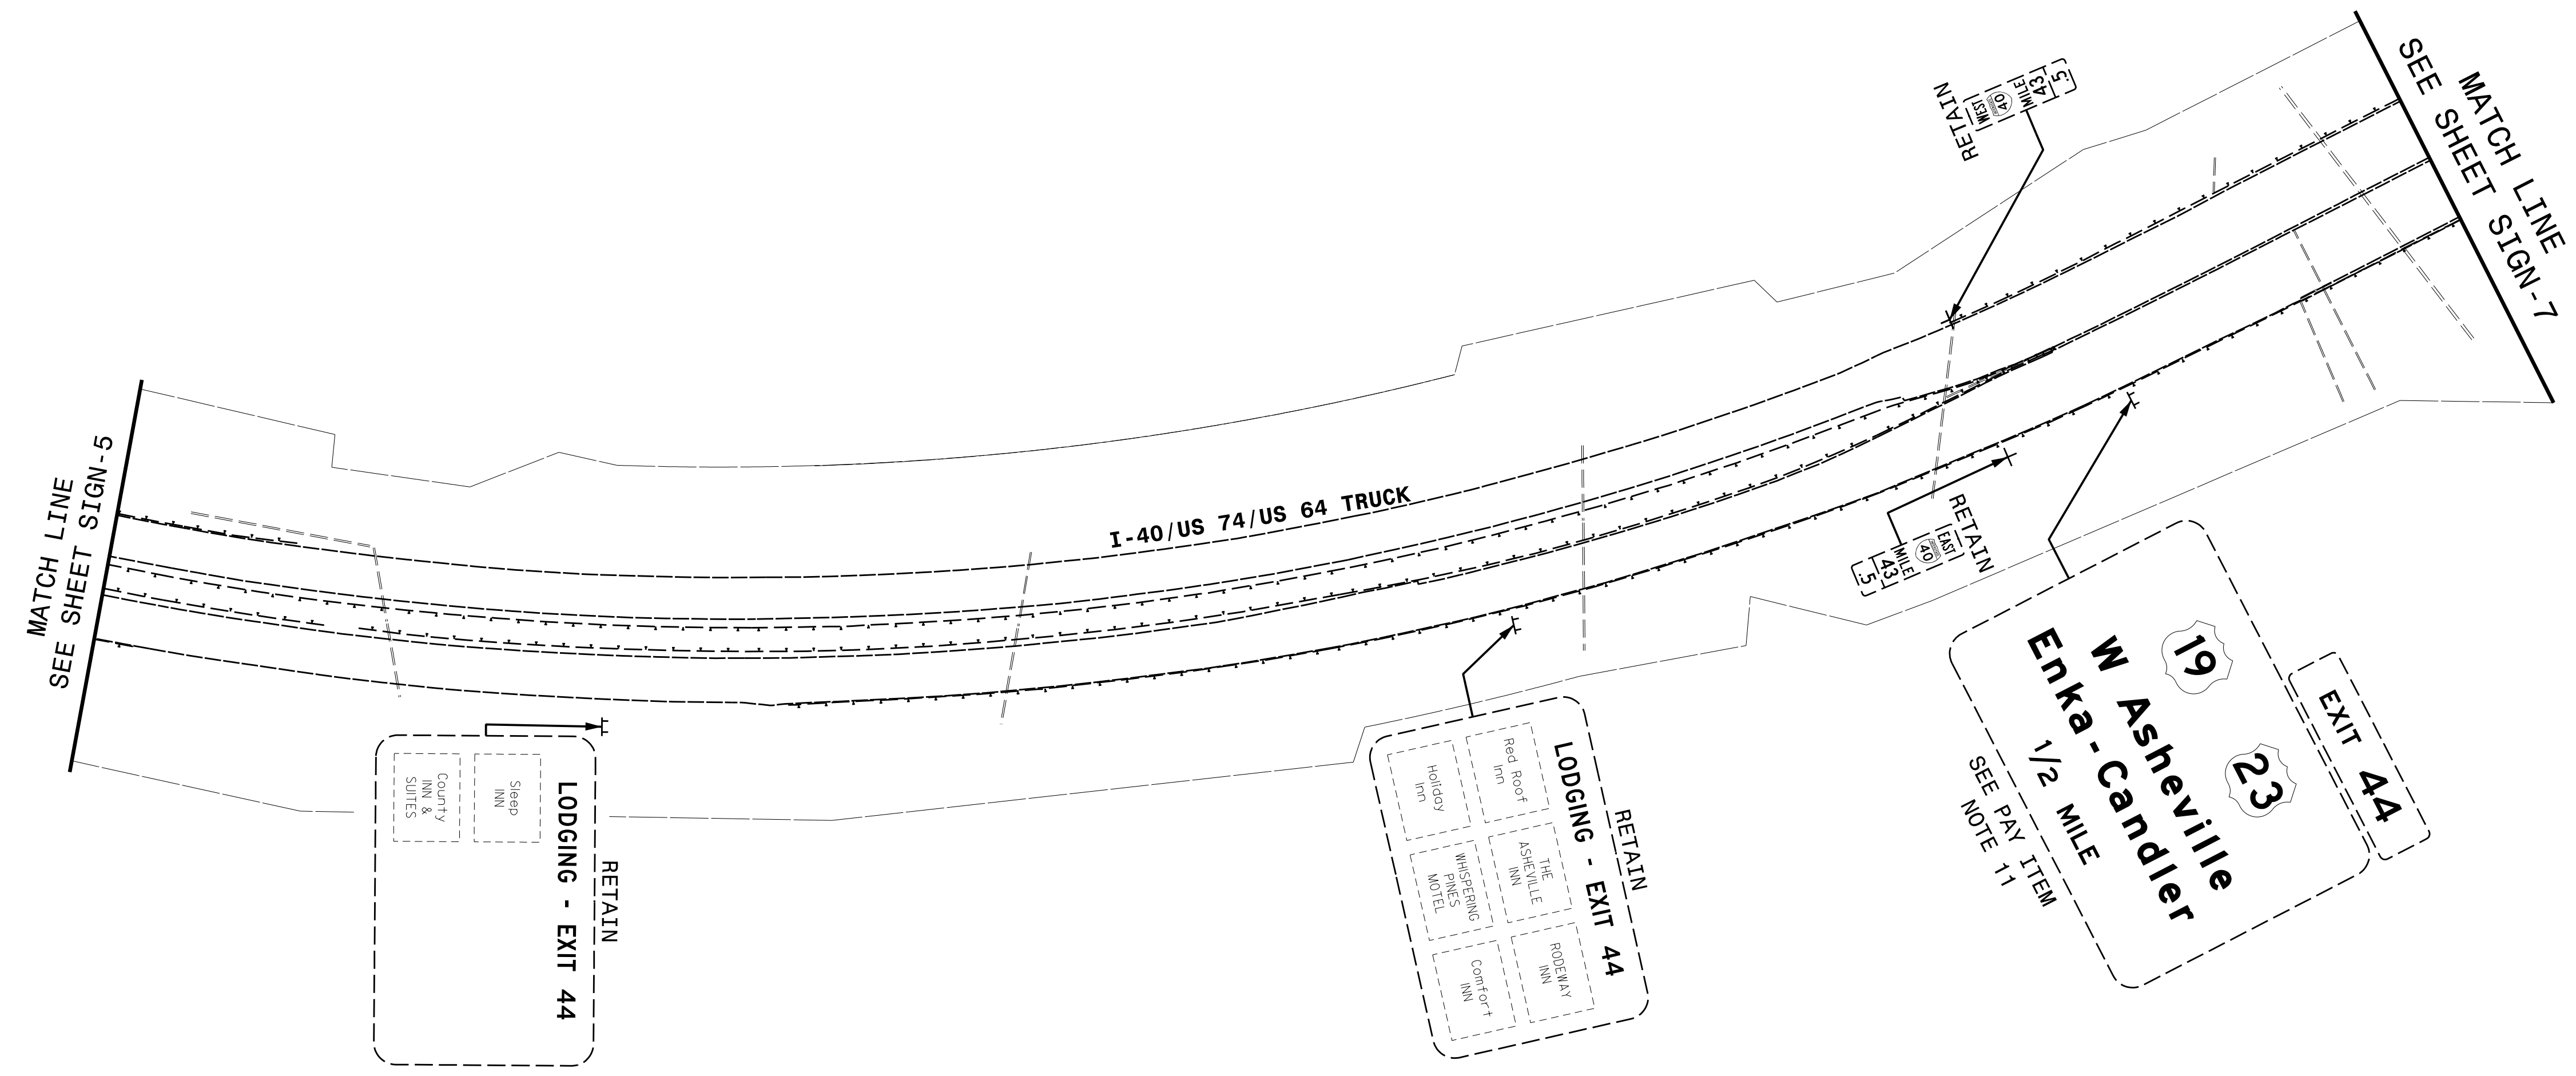 MATCH LINE
SEE SHEET SIGN-5
I-40/US 74/US 64 TRUCK
RETAIN
LODGING - EXIT 44
Sleep
INN
County
INN &
SUITES
RETAIN
LODGING - EXIT 44
Red Roof
Inn
THE
ASHEVILLE
INN
RODEWAY
INN
Holiday
Inn
WHISPERING
PINES
MOTEL
Comfort
INN
RETAIN
WEST
40
MILE
43
.5
RETAIN
EAST
40
MILE
43
.5
EXIT 44
19 23
W Asheville
Enka-Candler
1/2 MILE
SEE PAY ITEM
NOTE 11
MATCH LINE
SEE SHEET SIGN-7